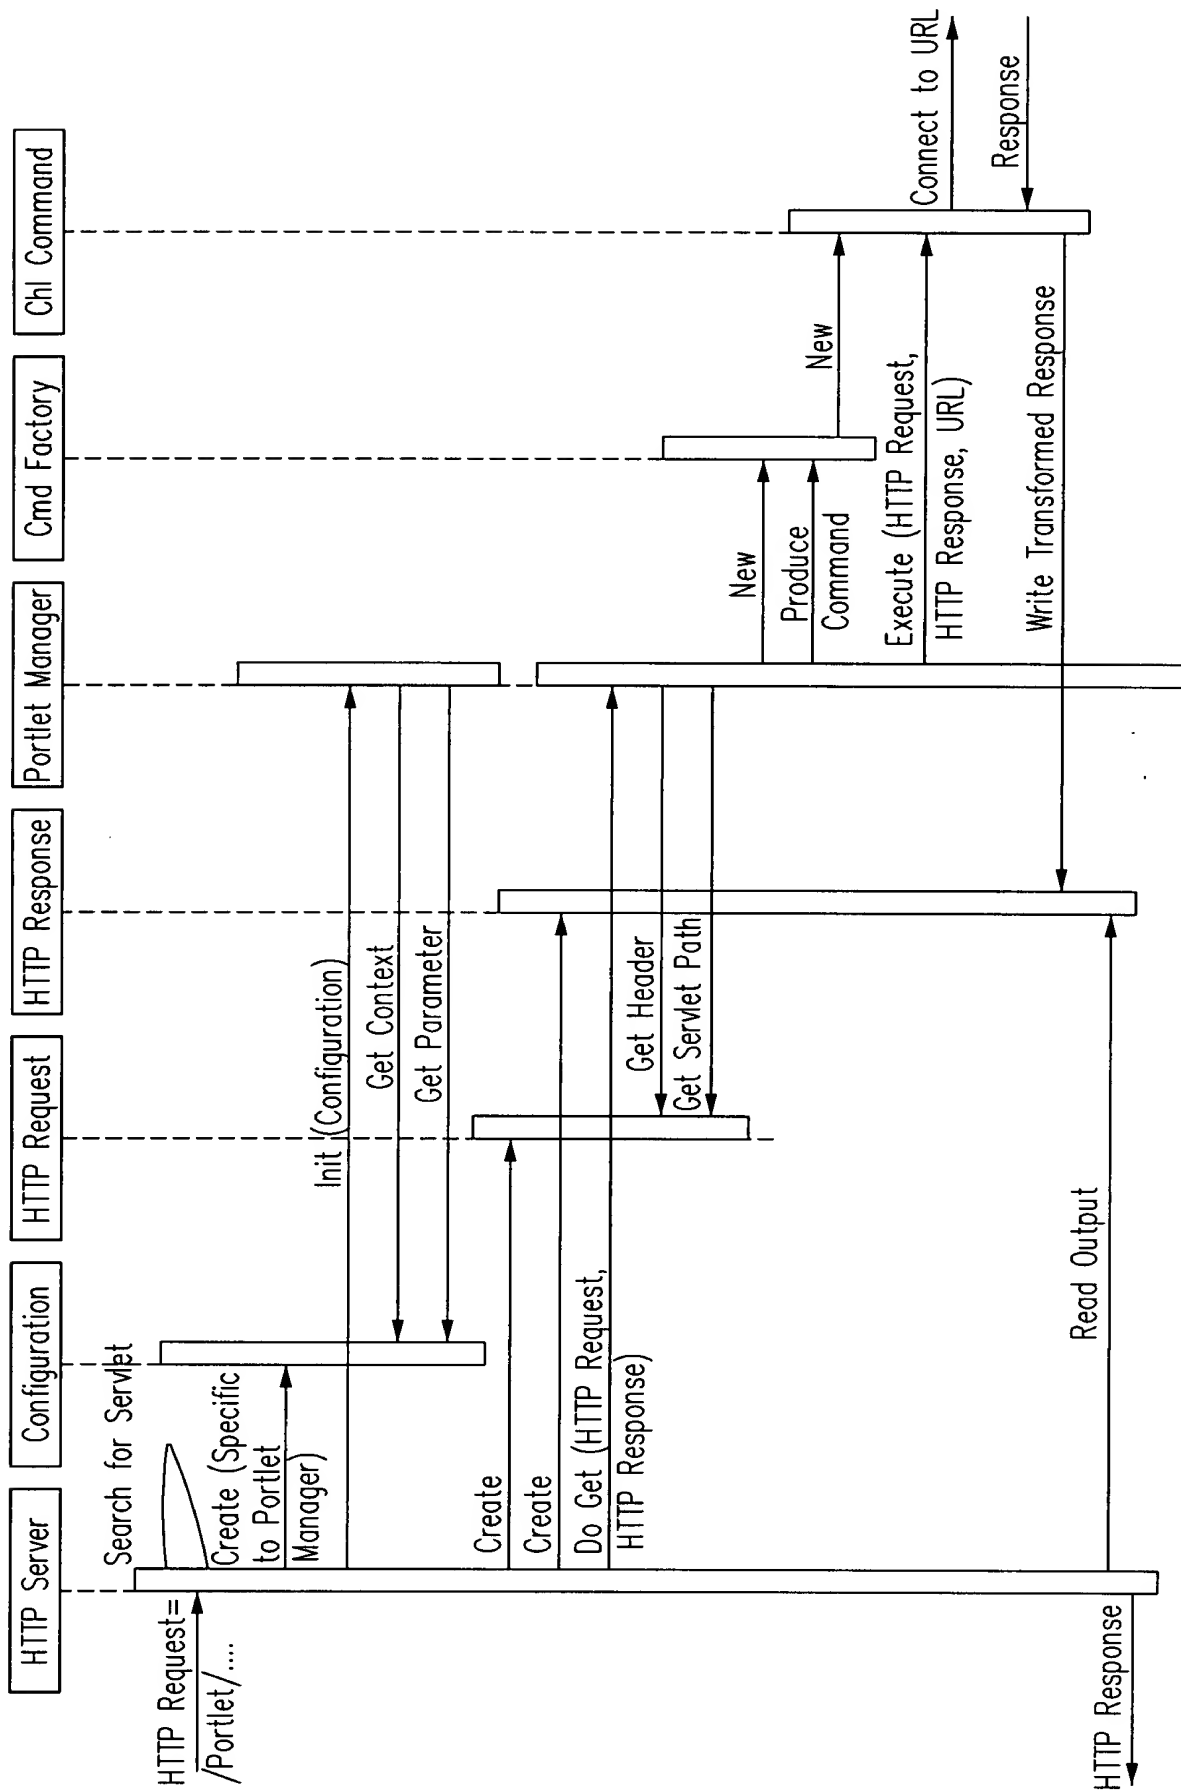 HTTP Server
Configuration
HTTP Request
HTTP Response
Portlet Manager
Cmd Factory
Chl Command
Search for Servlet
HTTP Request=
/Portlet/....
Create (Specific
to Portlet
Manager)
Init (Configuration)
Get Context
Get Parameter
Create
Create
Do Get (HTTP Request,
HTTP Response)
Get Header
Get Servlet Path
New
Produce
Command
New
Execute (HTTP Request,
HTTP Response, URL)
Connect to URL
Response
Write Transformed Response
Read Output
HTTP Response